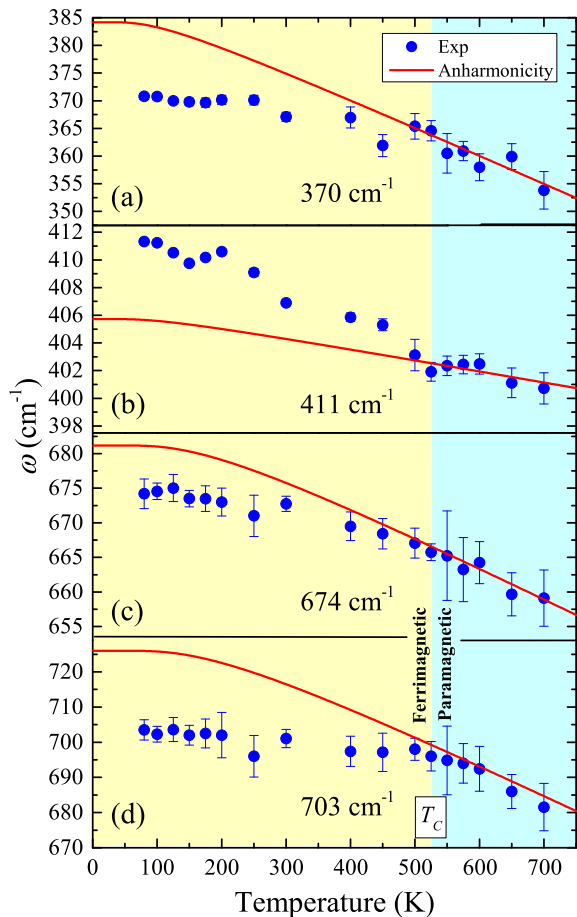 385
380
375
370
365
360
355
350
Exp
Anharmonicity
(a)
370 cm⁻¹
412
410
408
406
404
402
400
398
(b)
411 cm⁻¹
ω (cm⁻¹)
680
675
670
665
660
655
(c)
674 cm⁻¹
Ferrimagnetic
Paramagnetic
720
710
700
690
680
670
(d)
703 cm⁻¹
T_C
0 100 200 300 400 500 600 700
Temperature (K)